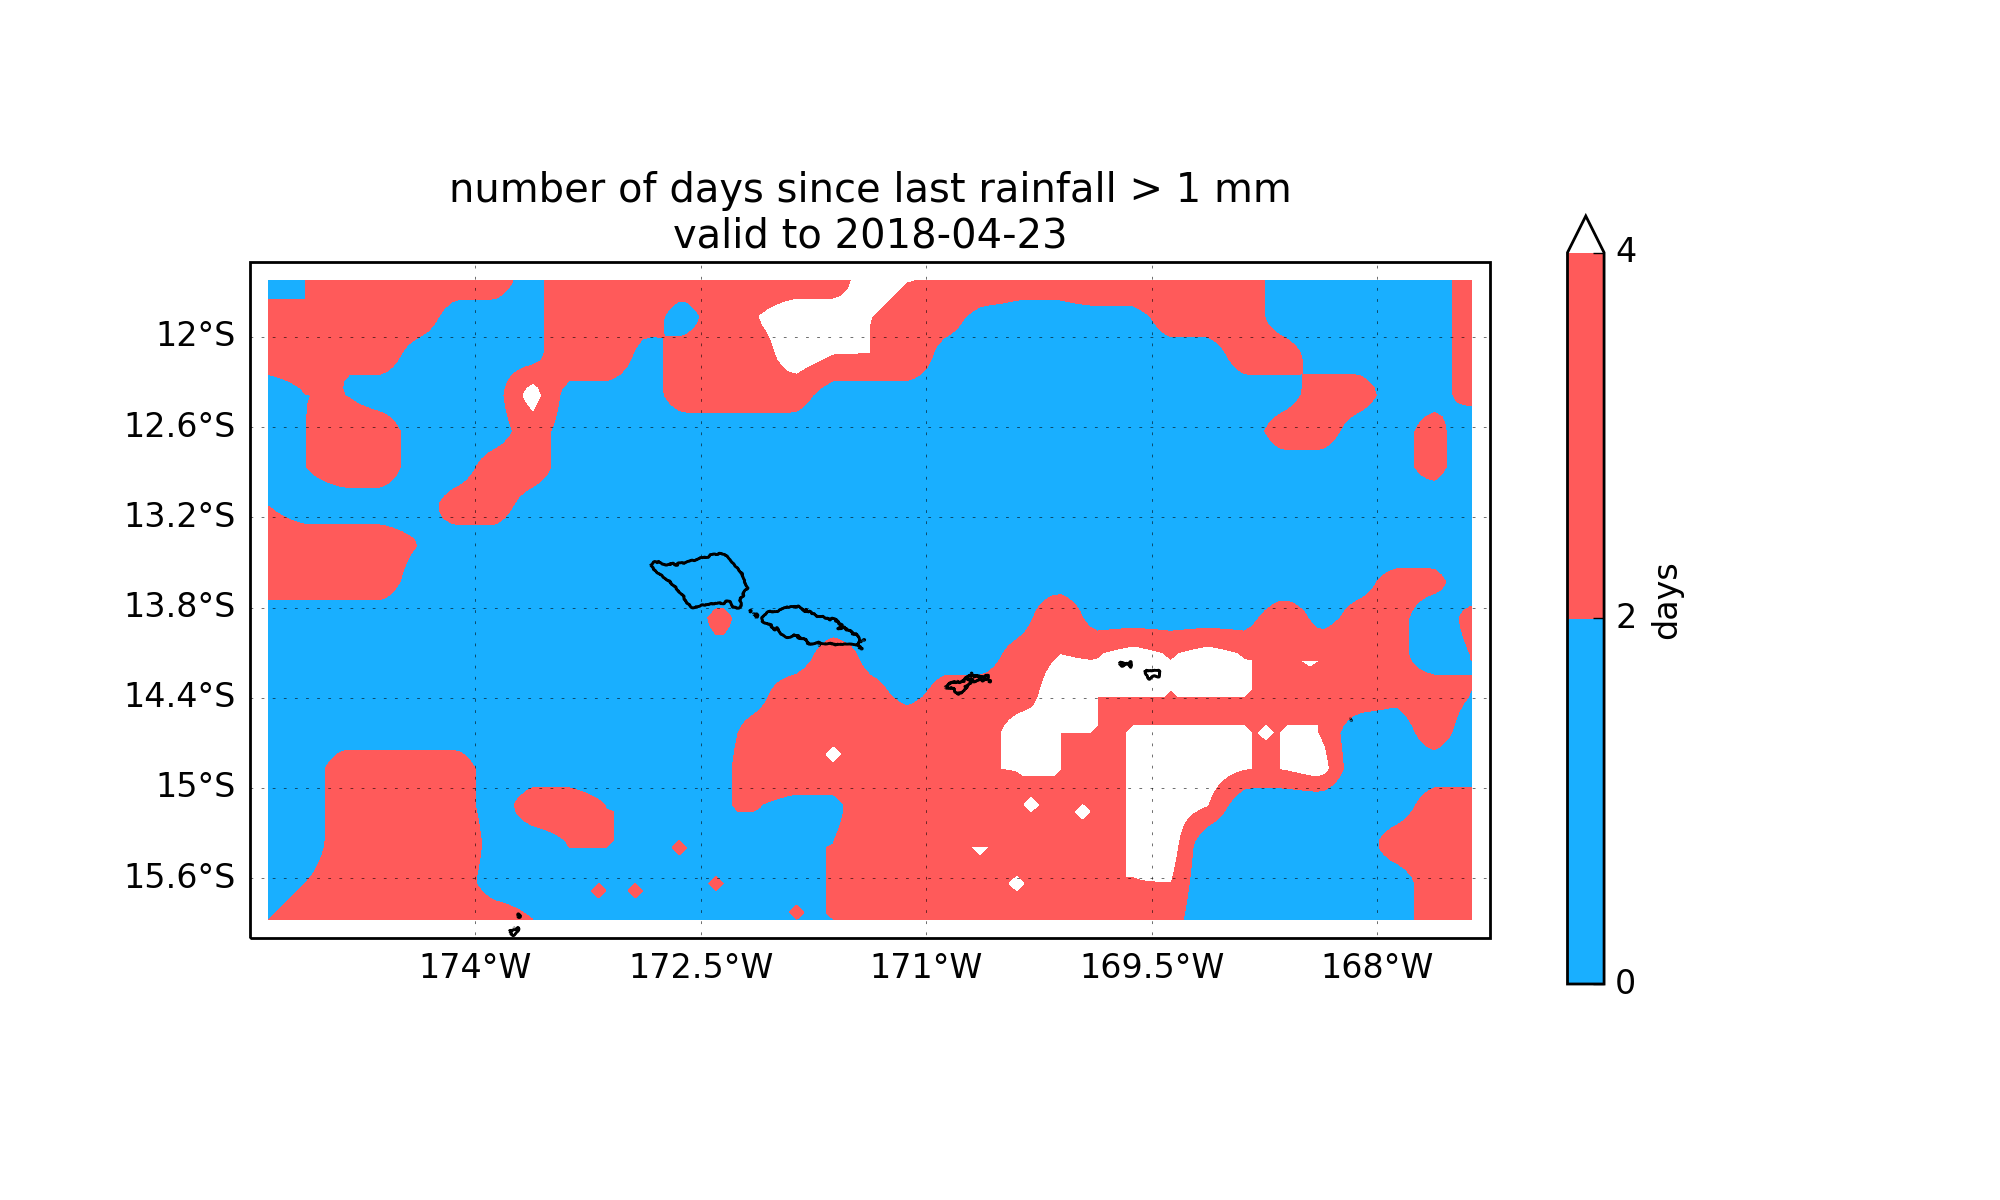 number of days since last rainfall > 1 mm
valid to 2018-04-23
12°S
12.6°S
13.2°S
13.8°S
14.4°S
15°S
15.6°S
174°W
172.5°W
171°W
169.5°W
168°W
4
2
0
days